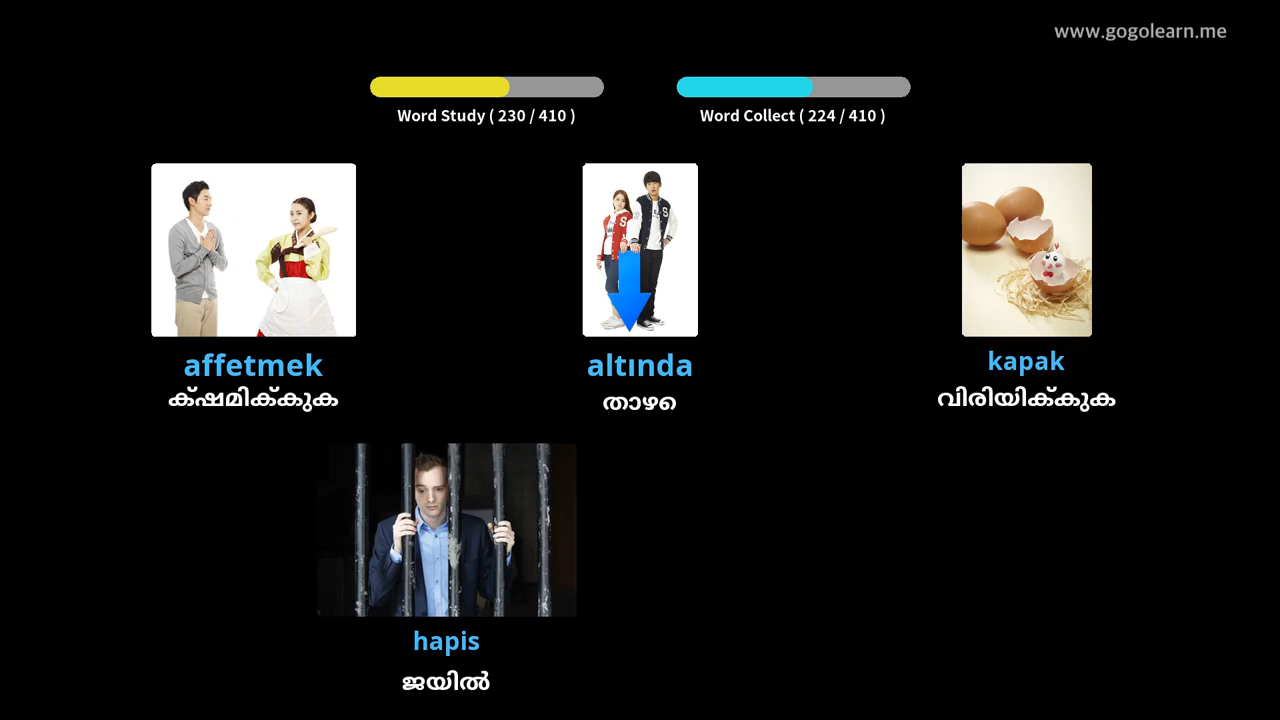 www.gogolearn.me
Word Study ( 230 / 410 )
Word Collect ( 224 / 410 )
affetmek
ക്ഷമിക്കുക
altında
താഴെ
kapak
വിരിയിക്കുക
hapis
ജയിൽ